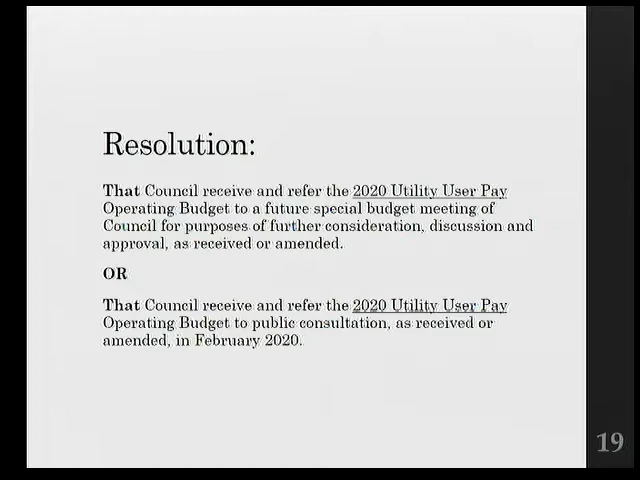 Resolution:
That Council receive and refer the 2020 Utility User Pay
Operating Budget to a future special budget meeting of
Council for purposes of further consideration, discussion and
approval, as received or amended.
OR
That Council receive and refer the 2020 Utility User Pay
Operating Budget to public consultation, as received or
amended, in February 2020.
19